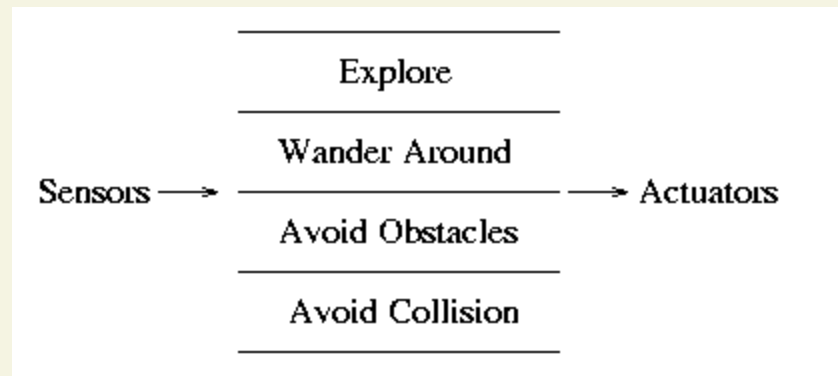 Explore
Wander Around
Sensors
Actuators
Avoid Obstacles
Avoid Collision